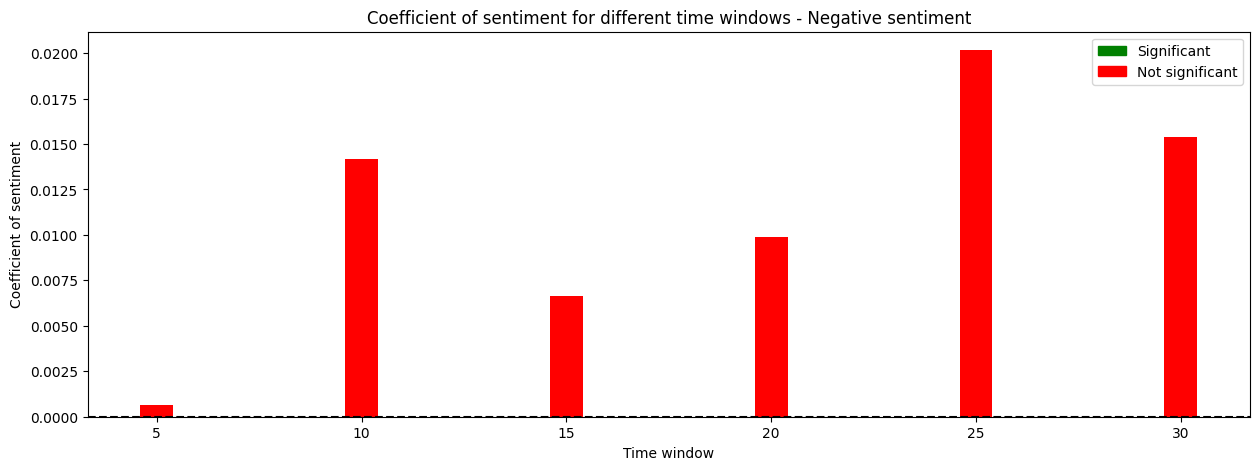 Coefficient of sentiment for different time windows - Negative sentiment
Significant
Not significant
Coefficient of sentiment
0.0200
0.0175
0.0150
0.0125
0.0100
0.0075
0.0050
0.0025
0.0000
5 10 15 20 25 30
Time window